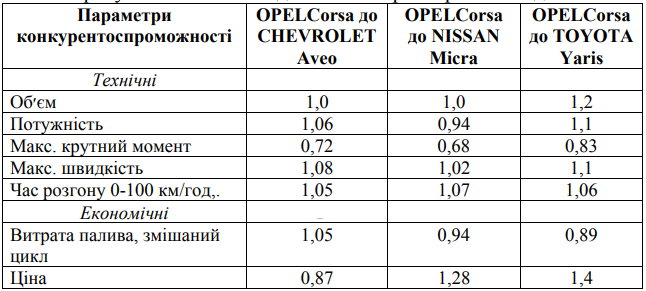 Параметри конкурентоспроможності | OPELCorsa до CHEVROLET Aveo | OPELCorsa до NISSAN Micra | OPELCorsa до TOYOTA Yaris
Технічні
Об'єм | 1,0 | 1,0 | 1,2
Потужність | 1,06 | 0,94 | 1,1
Макс. крутний момент | 0,72 | 0,68 | 0,83
Макс. швидкість | 1,08 | 1,02 | 1,1
Час розгону 0-100 км/год,. | 1,05 | 1,07 | 1,06
Економічні
Витрата палива, змішаний цикл | 1,05 | 0,94 | 0,89
Ціна | 0,87 | 1,28 | 1,4